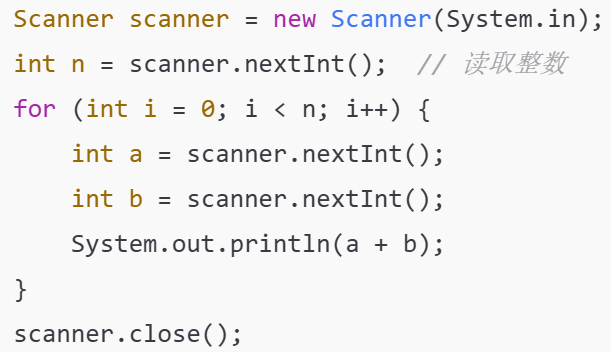 Scanner scanner = new Scanner(System.in);
int n = scanner.nextInt();  // 读取整数
for (int i = 0; i < n; i++) {
    int a = scanner.nextInt();
    int b = scanner.nextInt();
    System.out.println(a + b);
}
scanner.close();